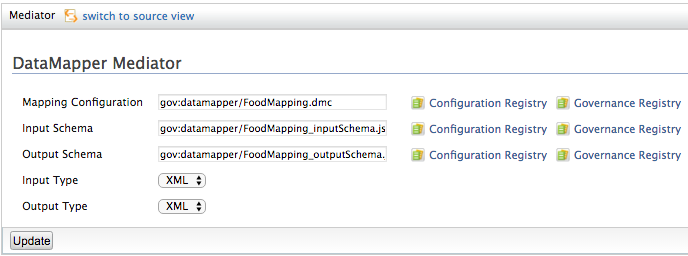 Mediator switch to source view
DataMapper Mediator
Mapping Configuration gov:datamapper/FoodMapping.dmc Configuration Registry Governance Registry
Input Schema gov:datamapper/FoodMapping_inputSchema.js Configuration Registry Governance Registry
Output Schema gov:datamapper/FoodMapping_outputSchema. Configuration Registry Governance Registry
Input Type XML
Output Type XML
Update